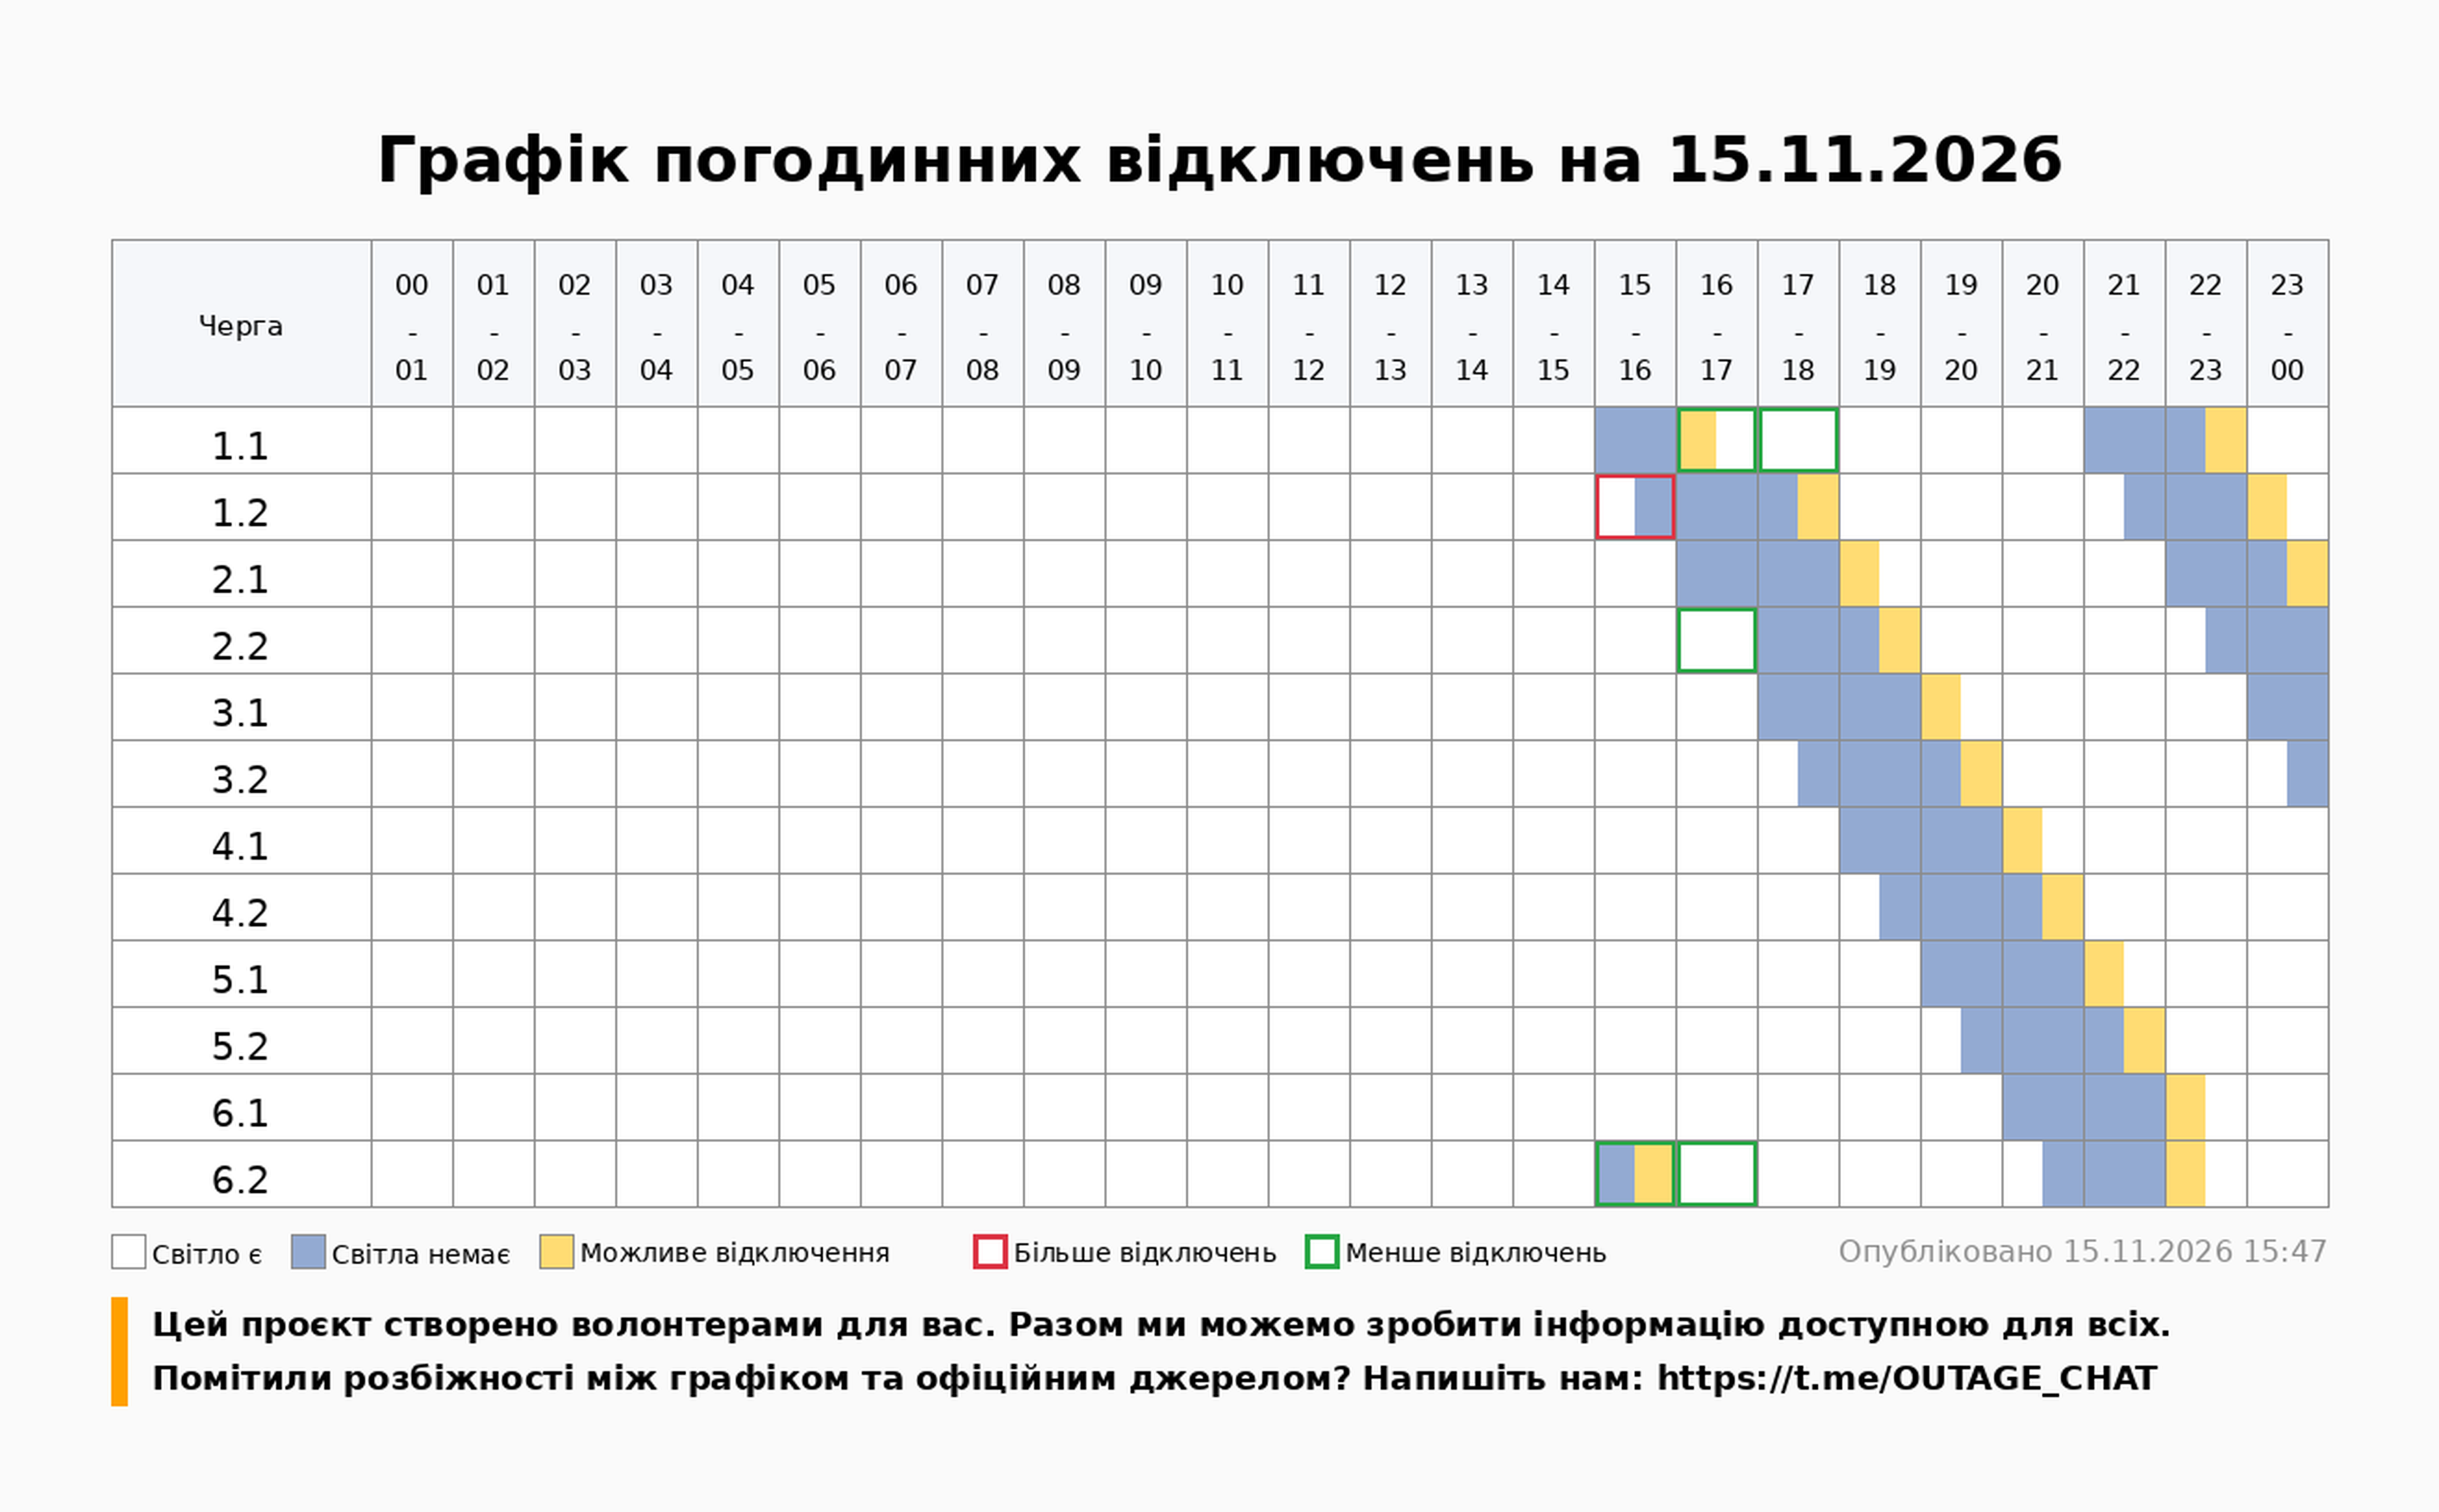 Графік погодинних відключень на 15.11.2026
Черга 00 - 01 01 - 02 02 - 03 03 - 04 04 - 05 05 - 06 06 - 07 07 - 08 08 - 09 09 - 10 10 - 11 11 - 12 12 - 13 13 - 14 14 - 15 15 - 16 16 - 17 17 - 18 18 - 19 19 - 20 20 - 21 21 - 22 22 - 23 23 - 00
1.1
1.2
2.1
2.2
3.1
3.2
4.1
4.2
5.1
5.2
6.1
6.2
Світло є Світла немає Можливе відключення Більше відключень Менше відключень Опубліковано 15.11.2026 15:47
Цей проєкт створено волонтерами для вас. Разом ми можемо зробити інформацію доступною для всіх.
Помітили розбіжності між графіком та офіційним джерелом? Напишіть нам: https://t.me/OUTAGE_CHAT